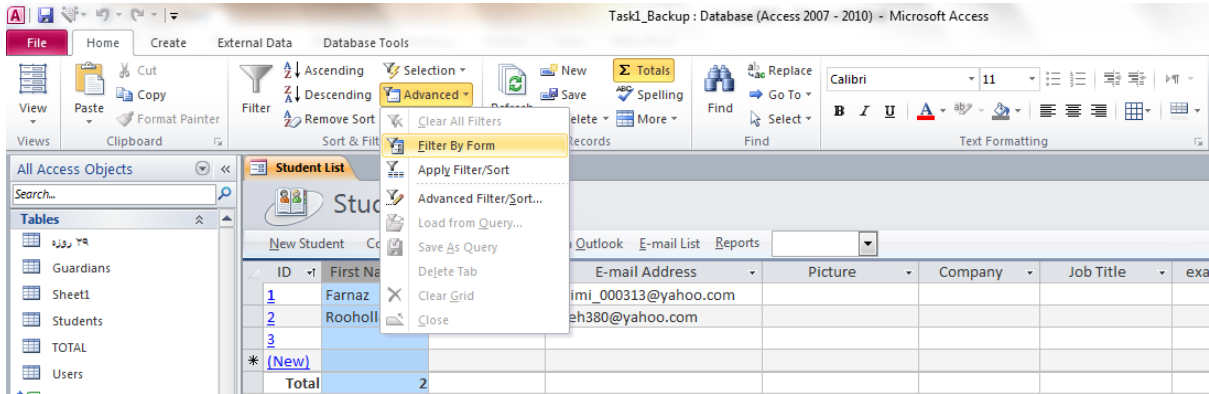 Task1_Backup : Database (Access 2007 - 2010) - Microsoft Access
File Home Create External Data Database Tools
View
Views
Paste
Cut
Copy
Format Painter
Clipboard
Filter
Ascending
Descending
Remove Sort
Selection
Advanced
Sort & Filt
New
Save
elete
Σ Totals
Spelling
More
Records
Find
Replace
Go To
Select
Find
Calibri 11
B I U A
Text Formatting
Clear All Filters
Filter By Form
Apply Filter/Sort
Advanced Filter/Sort...
Load from Query...
Save As Query
Delete Tab
Clear Grid
Close
All Access Objects
Search...
Tables
۲۹ روزه
Guardians
Sheet1
Students
TOTAL
Users
Student List
Stud
New Student Outlook E-mail List Reports
ID First Na E-mail Address Picture Company Job Title exa
1 Farnaz imi_000313@yahoo.com
2 Rooholl eh380@yahoo.com
3
* (New)
Total 2